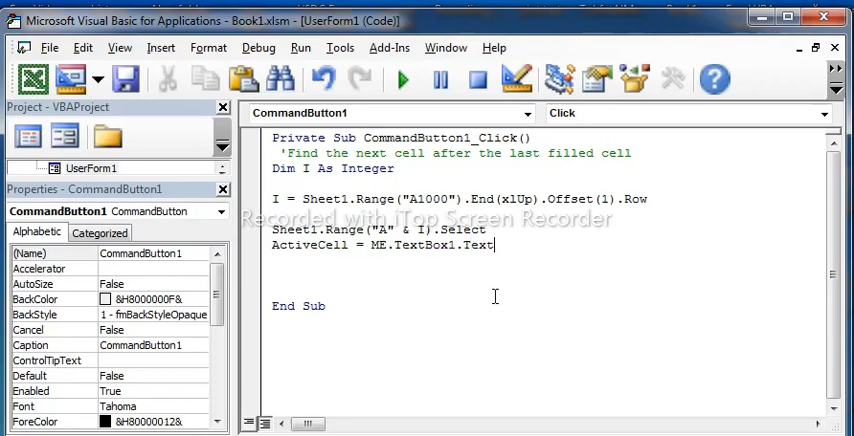 Microsoft Visual Basic for Applications - Book1.xlsm - [UserForm1 (Code)]
File Edit View Insert Format Debug Run Tools Add-Ins Window Help
Project - VBAProject
UserForm1
Properties - CommandButton1
CommandButton1 CommandButton
Alphabetic Categorized
(Name) CommandButton1
Accelerator
AutoSize False
BackColor &H8000000F&
BackStyle 1 - fmBackStyleOpaque
Cancel False
Caption CommandButton1
ControlTipText
Default False
Enabled True
Font Tahoma
ForeColor &H80000012&
CommandButton1 Click
Private Sub CommandButton1_Click()
'Find the next cell after the last filled cell
Dim I As Integer
I = Sheet1.Range("A1000").End(xlUp).Offset(1).Row
Recorded with iTop Screen Recorder
Sheet1.Range("A" & I).Select
ActiveCell = ME.TextBox1.Text
End Sub